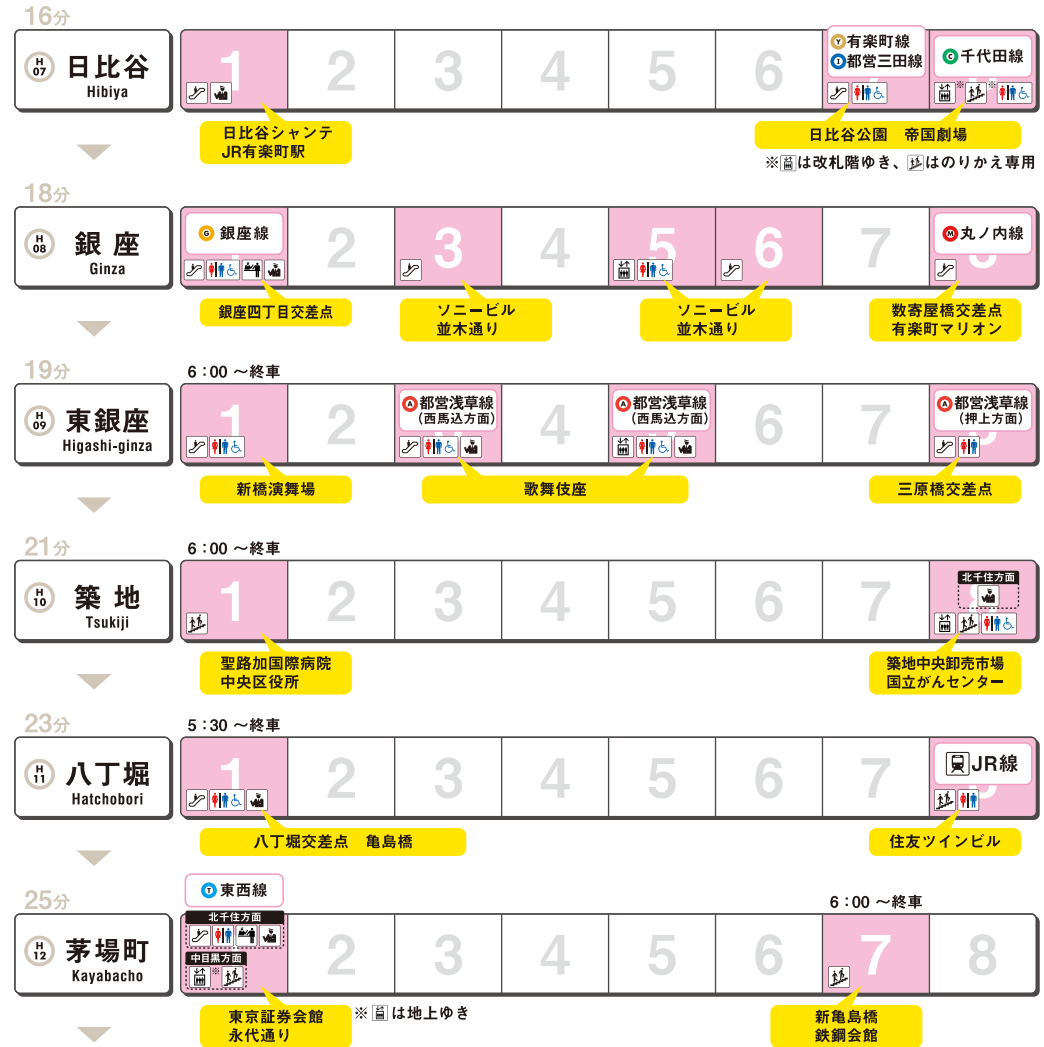 16分
H
07
日比谷
Hibiya
1
2
3
4
5
6
Y 有楽町線
I 都営三田線
C 千代田線
※
※
日比谷シャンテ
JR有楽町駅
日比谷公園　帝国劇場
※は改札階ゆき、はのりかえ専用
18分
H
08
銀座
Ginza
G 銀座線
2
3
4
5
6
7
M 丸ノ内線
銀座四丁目交差点
ソニービル
並木通り
ソニービル
並木通り
数寄屋橋交差点
有楽町マリオン
19分
6:00 ～終車
H
09
東銀座
Higashi-ginza
1
2
A 都営浅草線
(西馬込方面)
4
A 都営浅草線
(西馬込方面)
6
7
A 都営浅草線
(押上方面)
新橋演舞場
歌舞伎座
三原橋交差点
21分
6:00 ～終車
H
10
築地
Tsukiji
1
2
3
4
5
6
7
8
北千住方面
聖路加国際病院
中央区役所
築地中央卸売市場
国立がんセンター
23分
5:30 ～終車
H
11
八丁堀
Hatchobori
1
2
3
4
5
6
7
JR線
八丁堀交差点　亀島橋
住友ツインビル
25分
T 東西線
6:00 ～終車
H
12
茅場町
Kayabacho
北千住方面
中目黒方面
※
2
3
4
5
6
7
8
東京証券会館
永代通り
※は地上ゆき
新亀島橋
鉄鋼会館